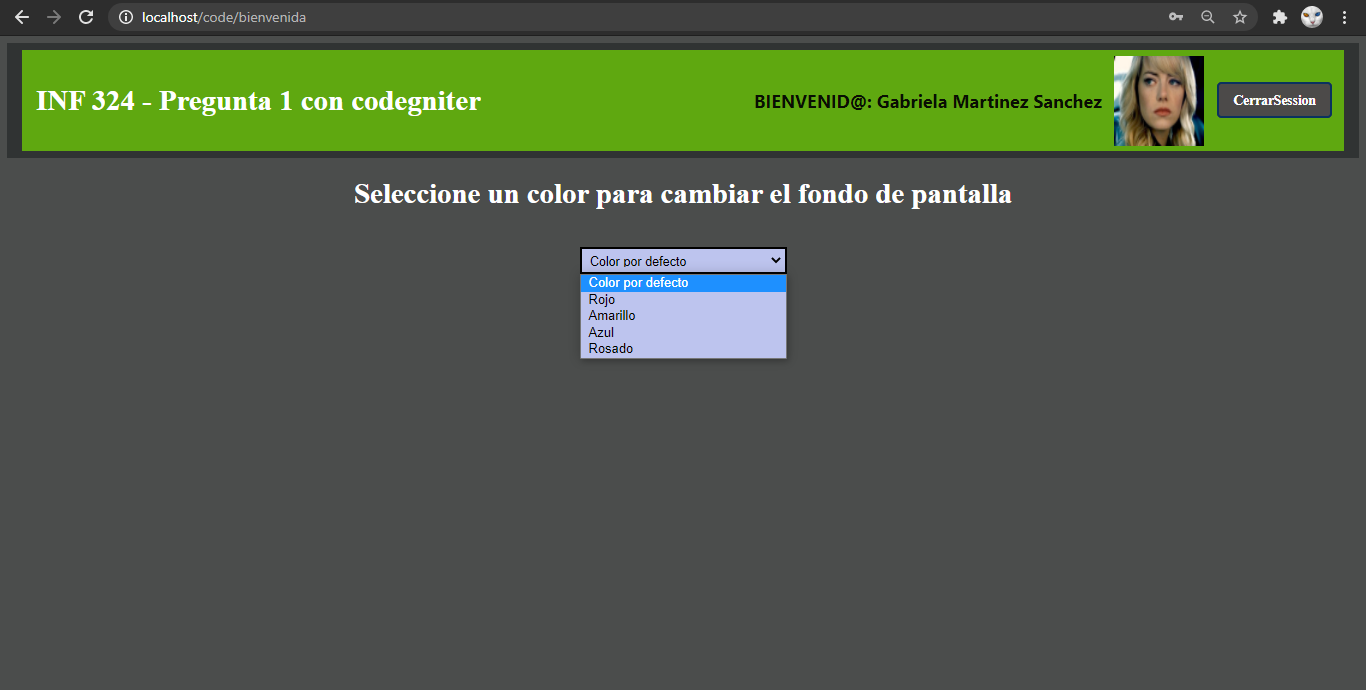 localhost/code/bienvenida
INF 324 - Pregunta 1 con codegniter
BIENVENID@: Gabriela Martinez Sanchez
CerrarSession
Seleccione un color para cambiar el fondo de pantalla
Color por defecto
Color por defecto
Rojo
Amarillo
Azul
Rosado